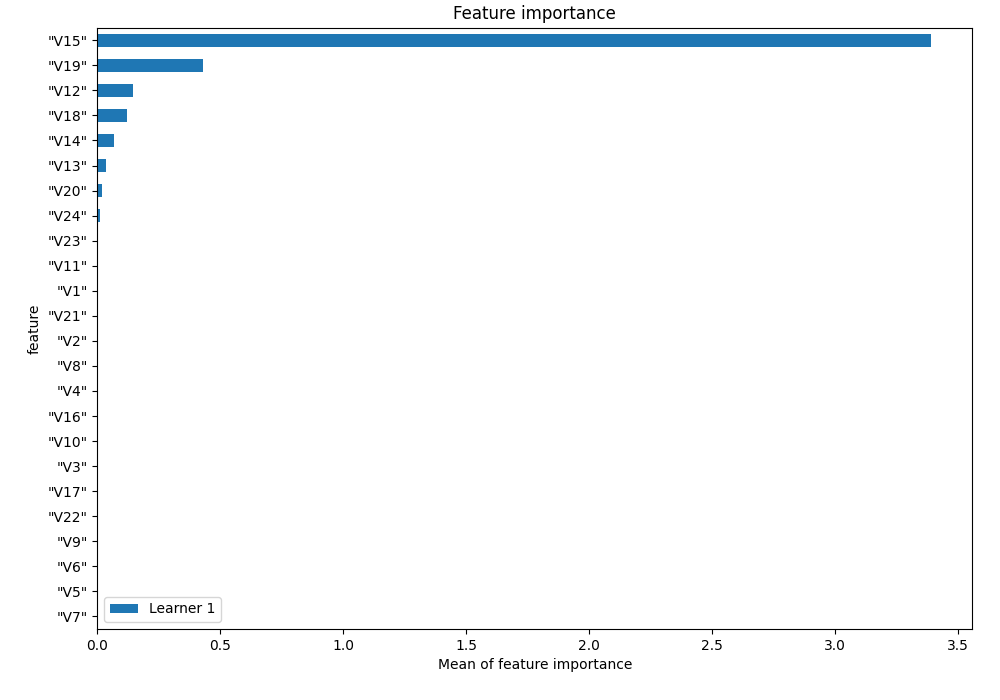 Feature importance
"V15"
"V19"
"V12"
"V18"
"V14"
"V13"
"V20"
"V24"
"V23"
"V11"
"V1"
"V21"
"V2"
"V8"
"V4"
"V16"
"V10"
"V3"
"V17"
"V22"
"V9"
"V6"
"V5"
"V7"
feature
Learner 1
0.0 0.5 1.0 1.5 2.0 2.5 3.0 3.5
Mean of feature importance